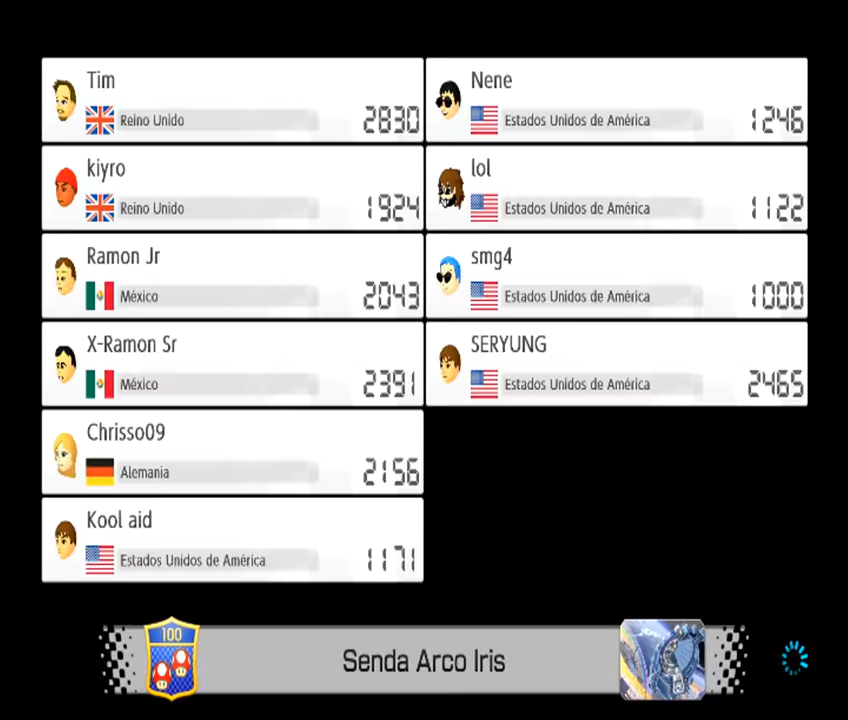 Tim
Reino Unido 2830
kiyro
Reino Unido 1924
Ramon Jr
México 2043
X-Ramon Sr
México 2391
Chrisso09
Alemania 2156
Kool aid
Estados Unidos de América 1171
Nene
Estados Unidos de América 1246
lol
Estados Unidos de América 1122
smg4
Estados Unidos de América 1000
SERYUNG
Estados Unidos de América 2465
100
Senda Arco Iris